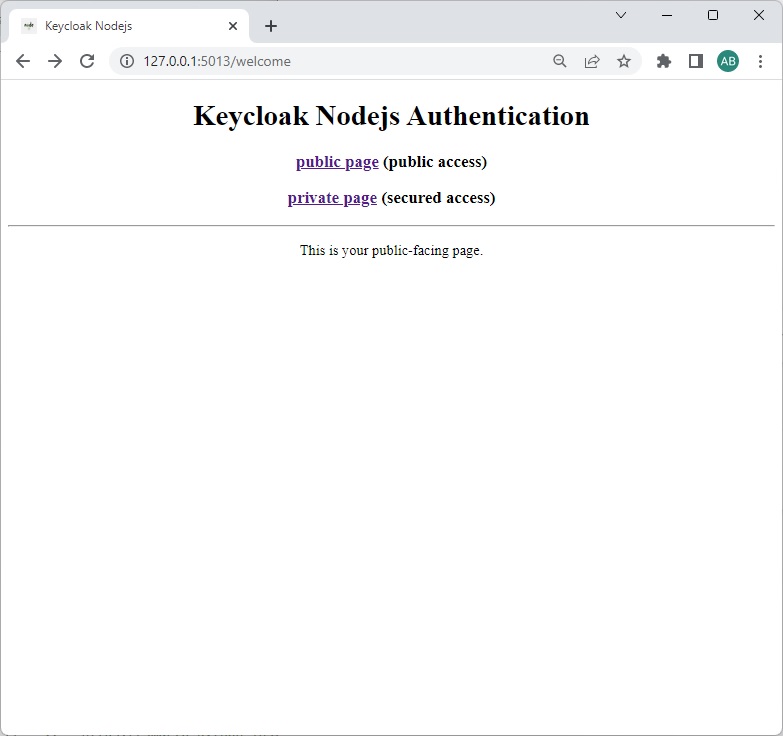 Keycloak Nodejs
127.0.0.1:5013/welcome
AB
Keycloak Nodejs Authentication
public page (public access)
private page (secured access)
This is your public-facing page.